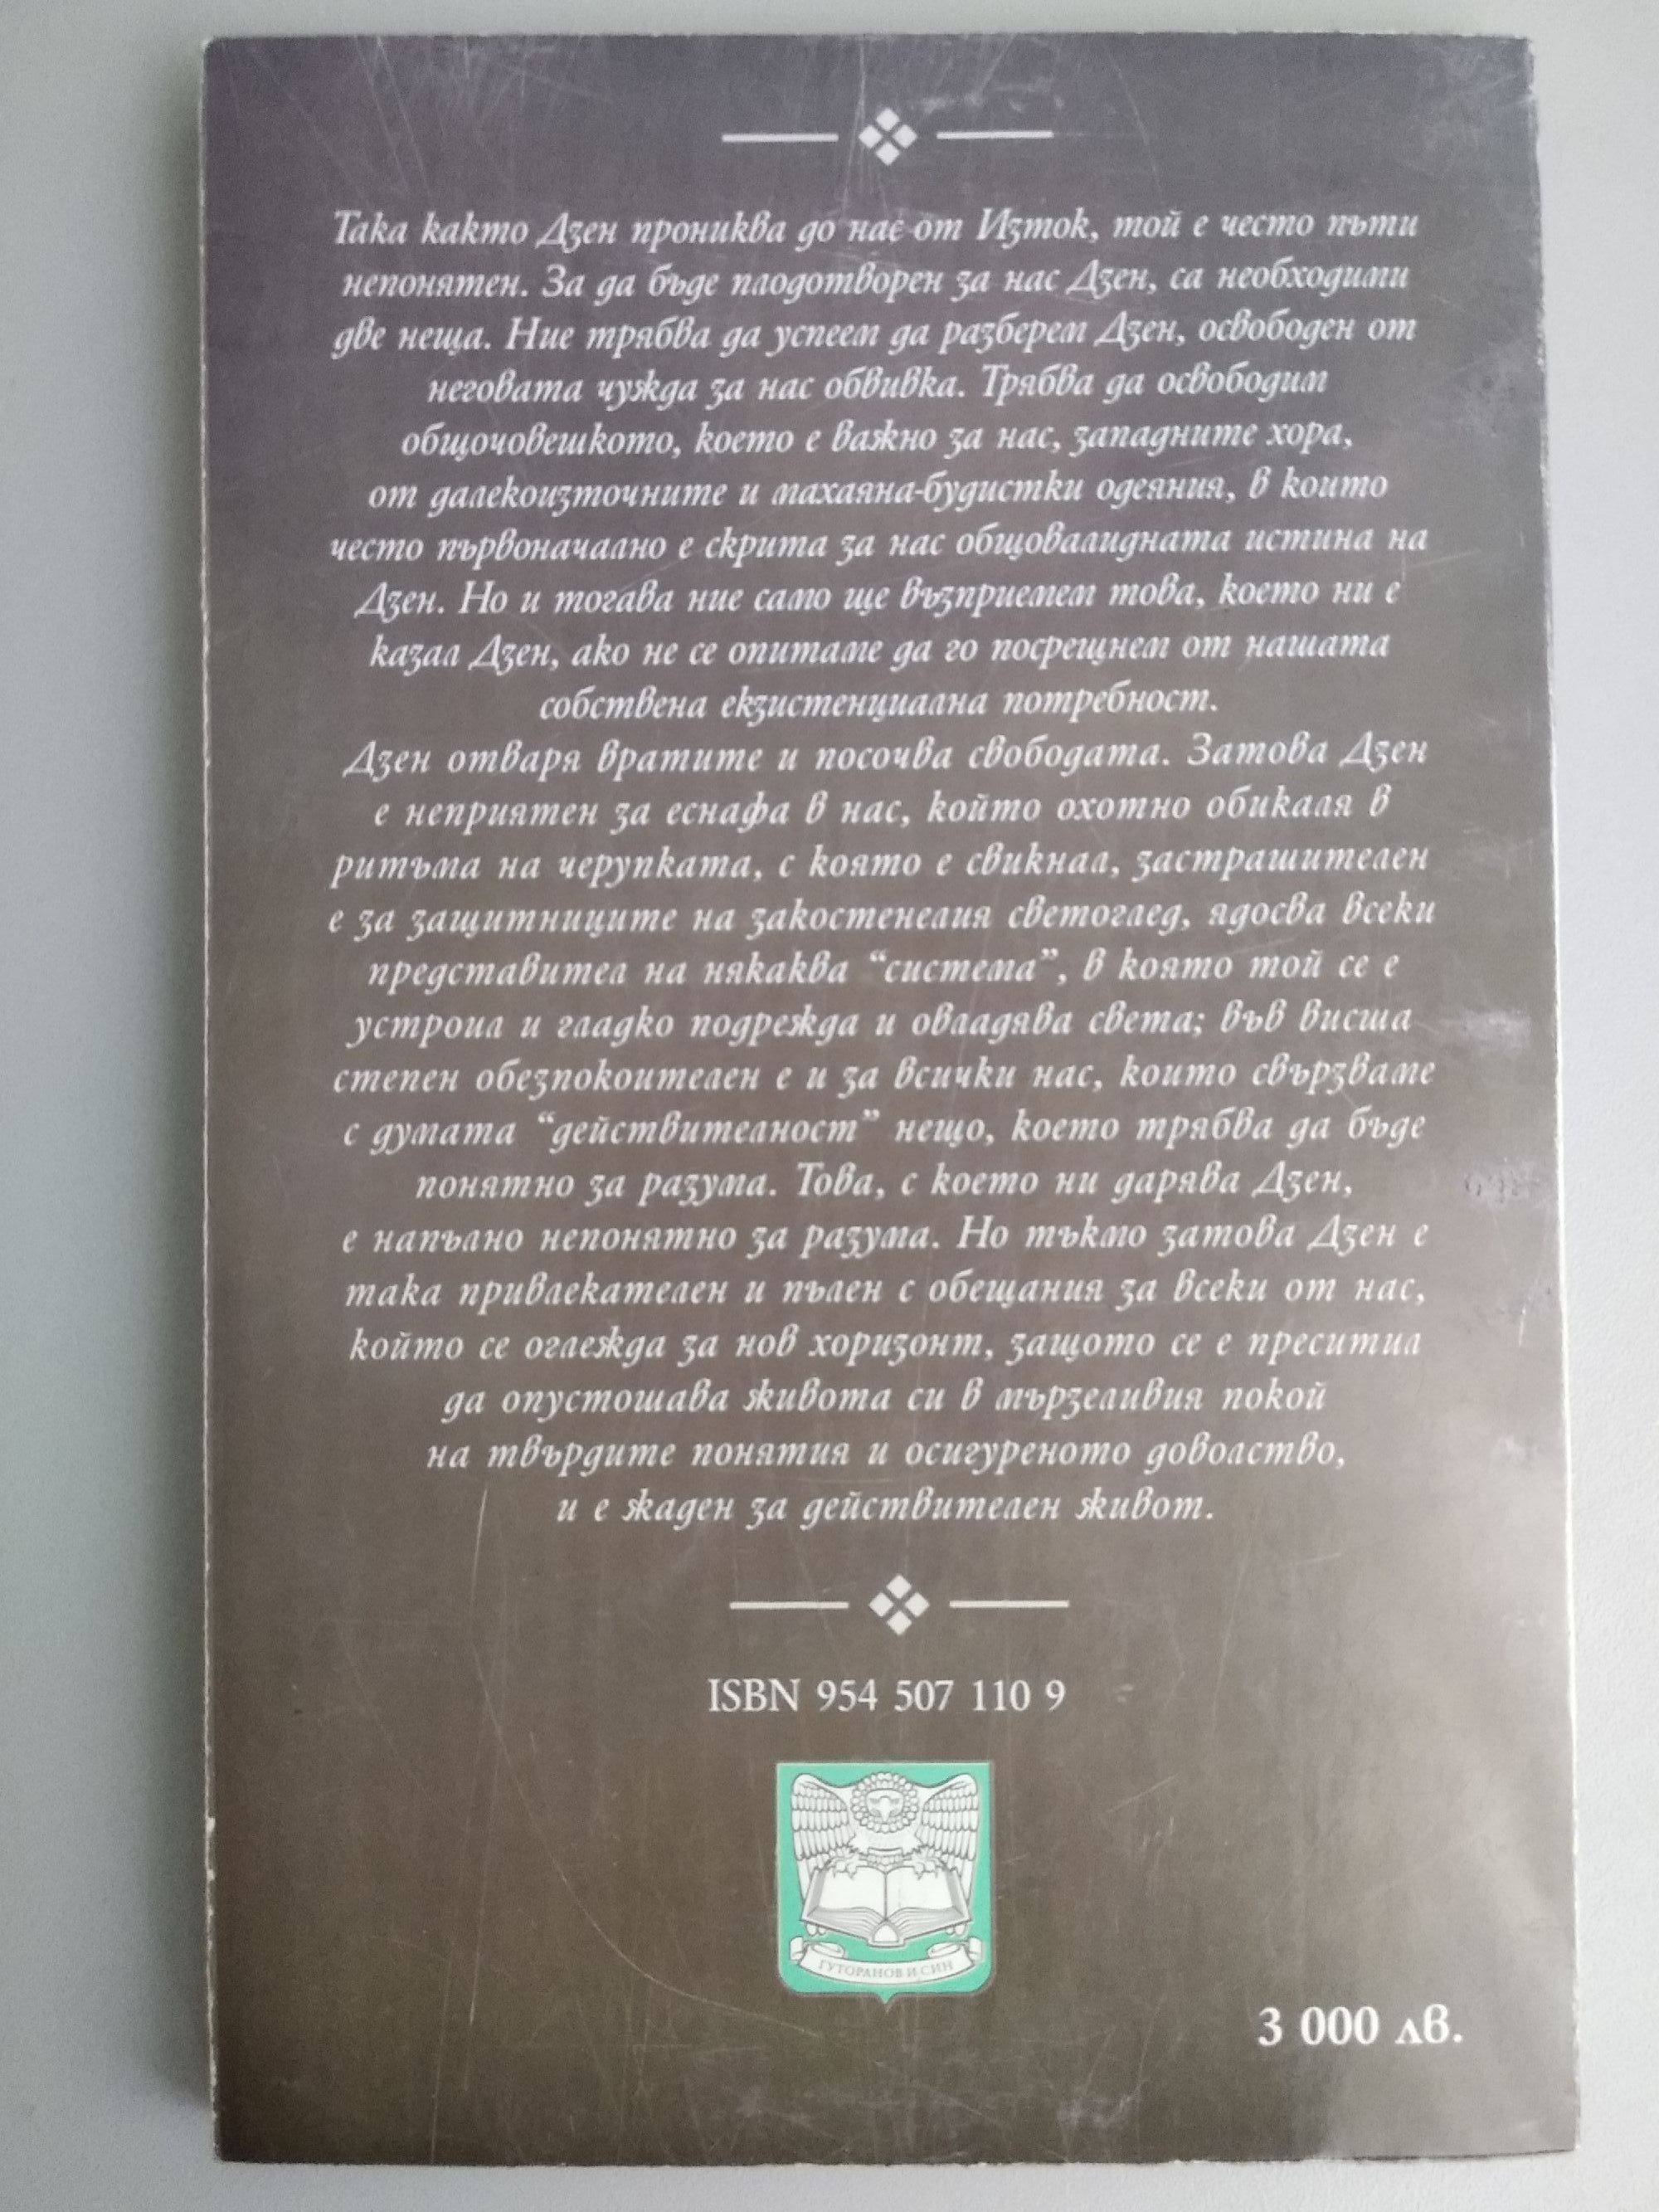 Така както Дзен прониква до нас от Изток, той е често пъти
непонятен. За да бъде плодотворен за нас Дзен, са необходими
две неща. Ние трябва да успеем да разберем Дзен, освободен от
неговата чужда за нас обвивка. Трябва да освободим
общочовешкото, което е важно за нас, западните хора,
от далекоизточните и махаяна-будистки одеяния, в които
често първоначално е скрита за нас общовалидната истина на
Дзен. Но и тогава ние само ще възприемем това, което ни е
казал Дзен, ако не се опитаме да го посрещнем от нашата
собствена екзистенциална потребност.
Дзен отваря вратите и посочва свободата. Затова Дзен
е неприятен за еснафа в нас, който охотно обикаля в
ритъма на черупката, с която е свикнал, застрашителен
е за защитниците на закостенелия светоглед, ядосва всеки
представител на някаква “система”, в която той се е
устроил и гладко подрежда и овладява света; във висша
степен обезпокоителен е и за всички нас, които свързваме
с думата “действителност” нещо, което трябва да бъде
понятно за разума. Това, с което ни дарява Дзен,
е напълно непонятно за разума. Но тъкмо затова Дзен е
така привлекателен и пълен с обещания за всеки от нас,
който се оглежда за нов хоризонт, защото се е преситил
да опустошава живота си в мързеливия покой
на твърдите понятия и осигуреното доволство,
и е жаден за действителен живот.
ISBN 954 507 110 9
ГУТОРАНОВ И СИН
3 000 лв.